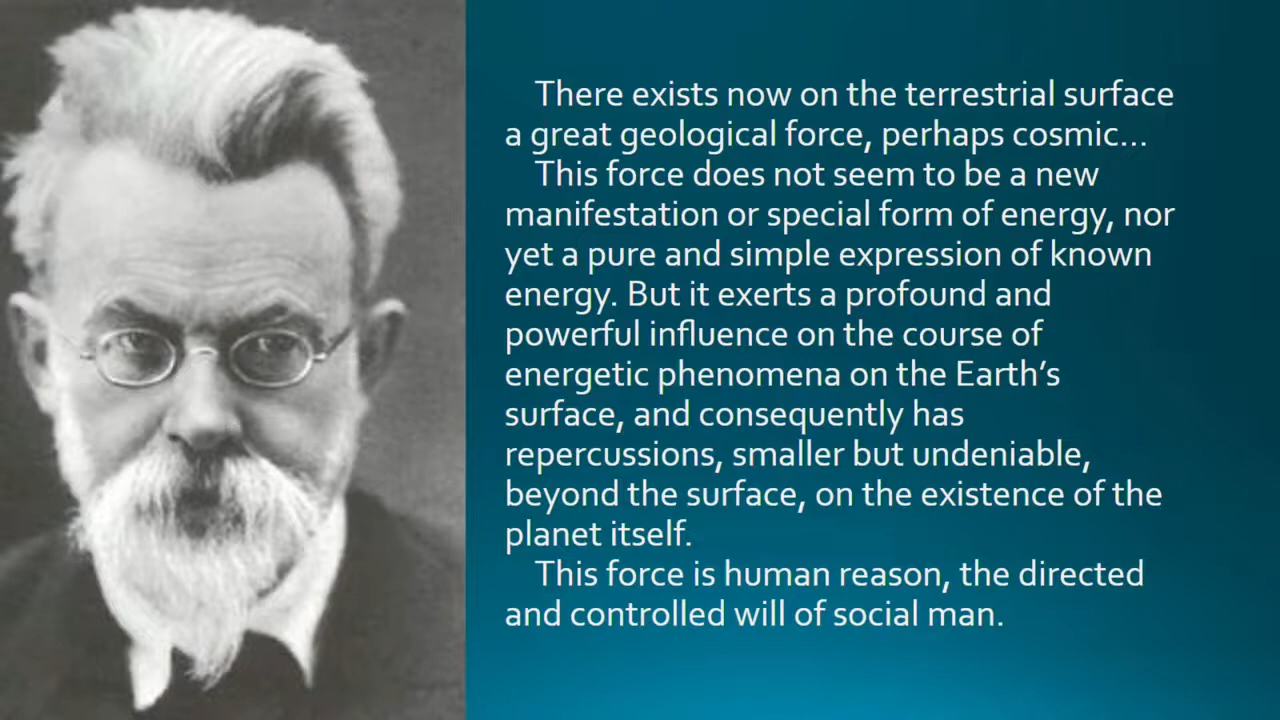 There exists now on the terrestrial surface
a great geological force, perhaps cosmic...
This force does not seem to be a new
manifestation or special form of energy, nor
yet a pure and simple expression of known
energy. But it exerts a profound and
powerful influence on the course of
energetic phenomena on the Earth’s
surface, and consequently has
repercussions, smaller but undeniable,
beyond the surface, on the existence of the
planet itself.
This force is human reason, the directed
and controlled will of social man.